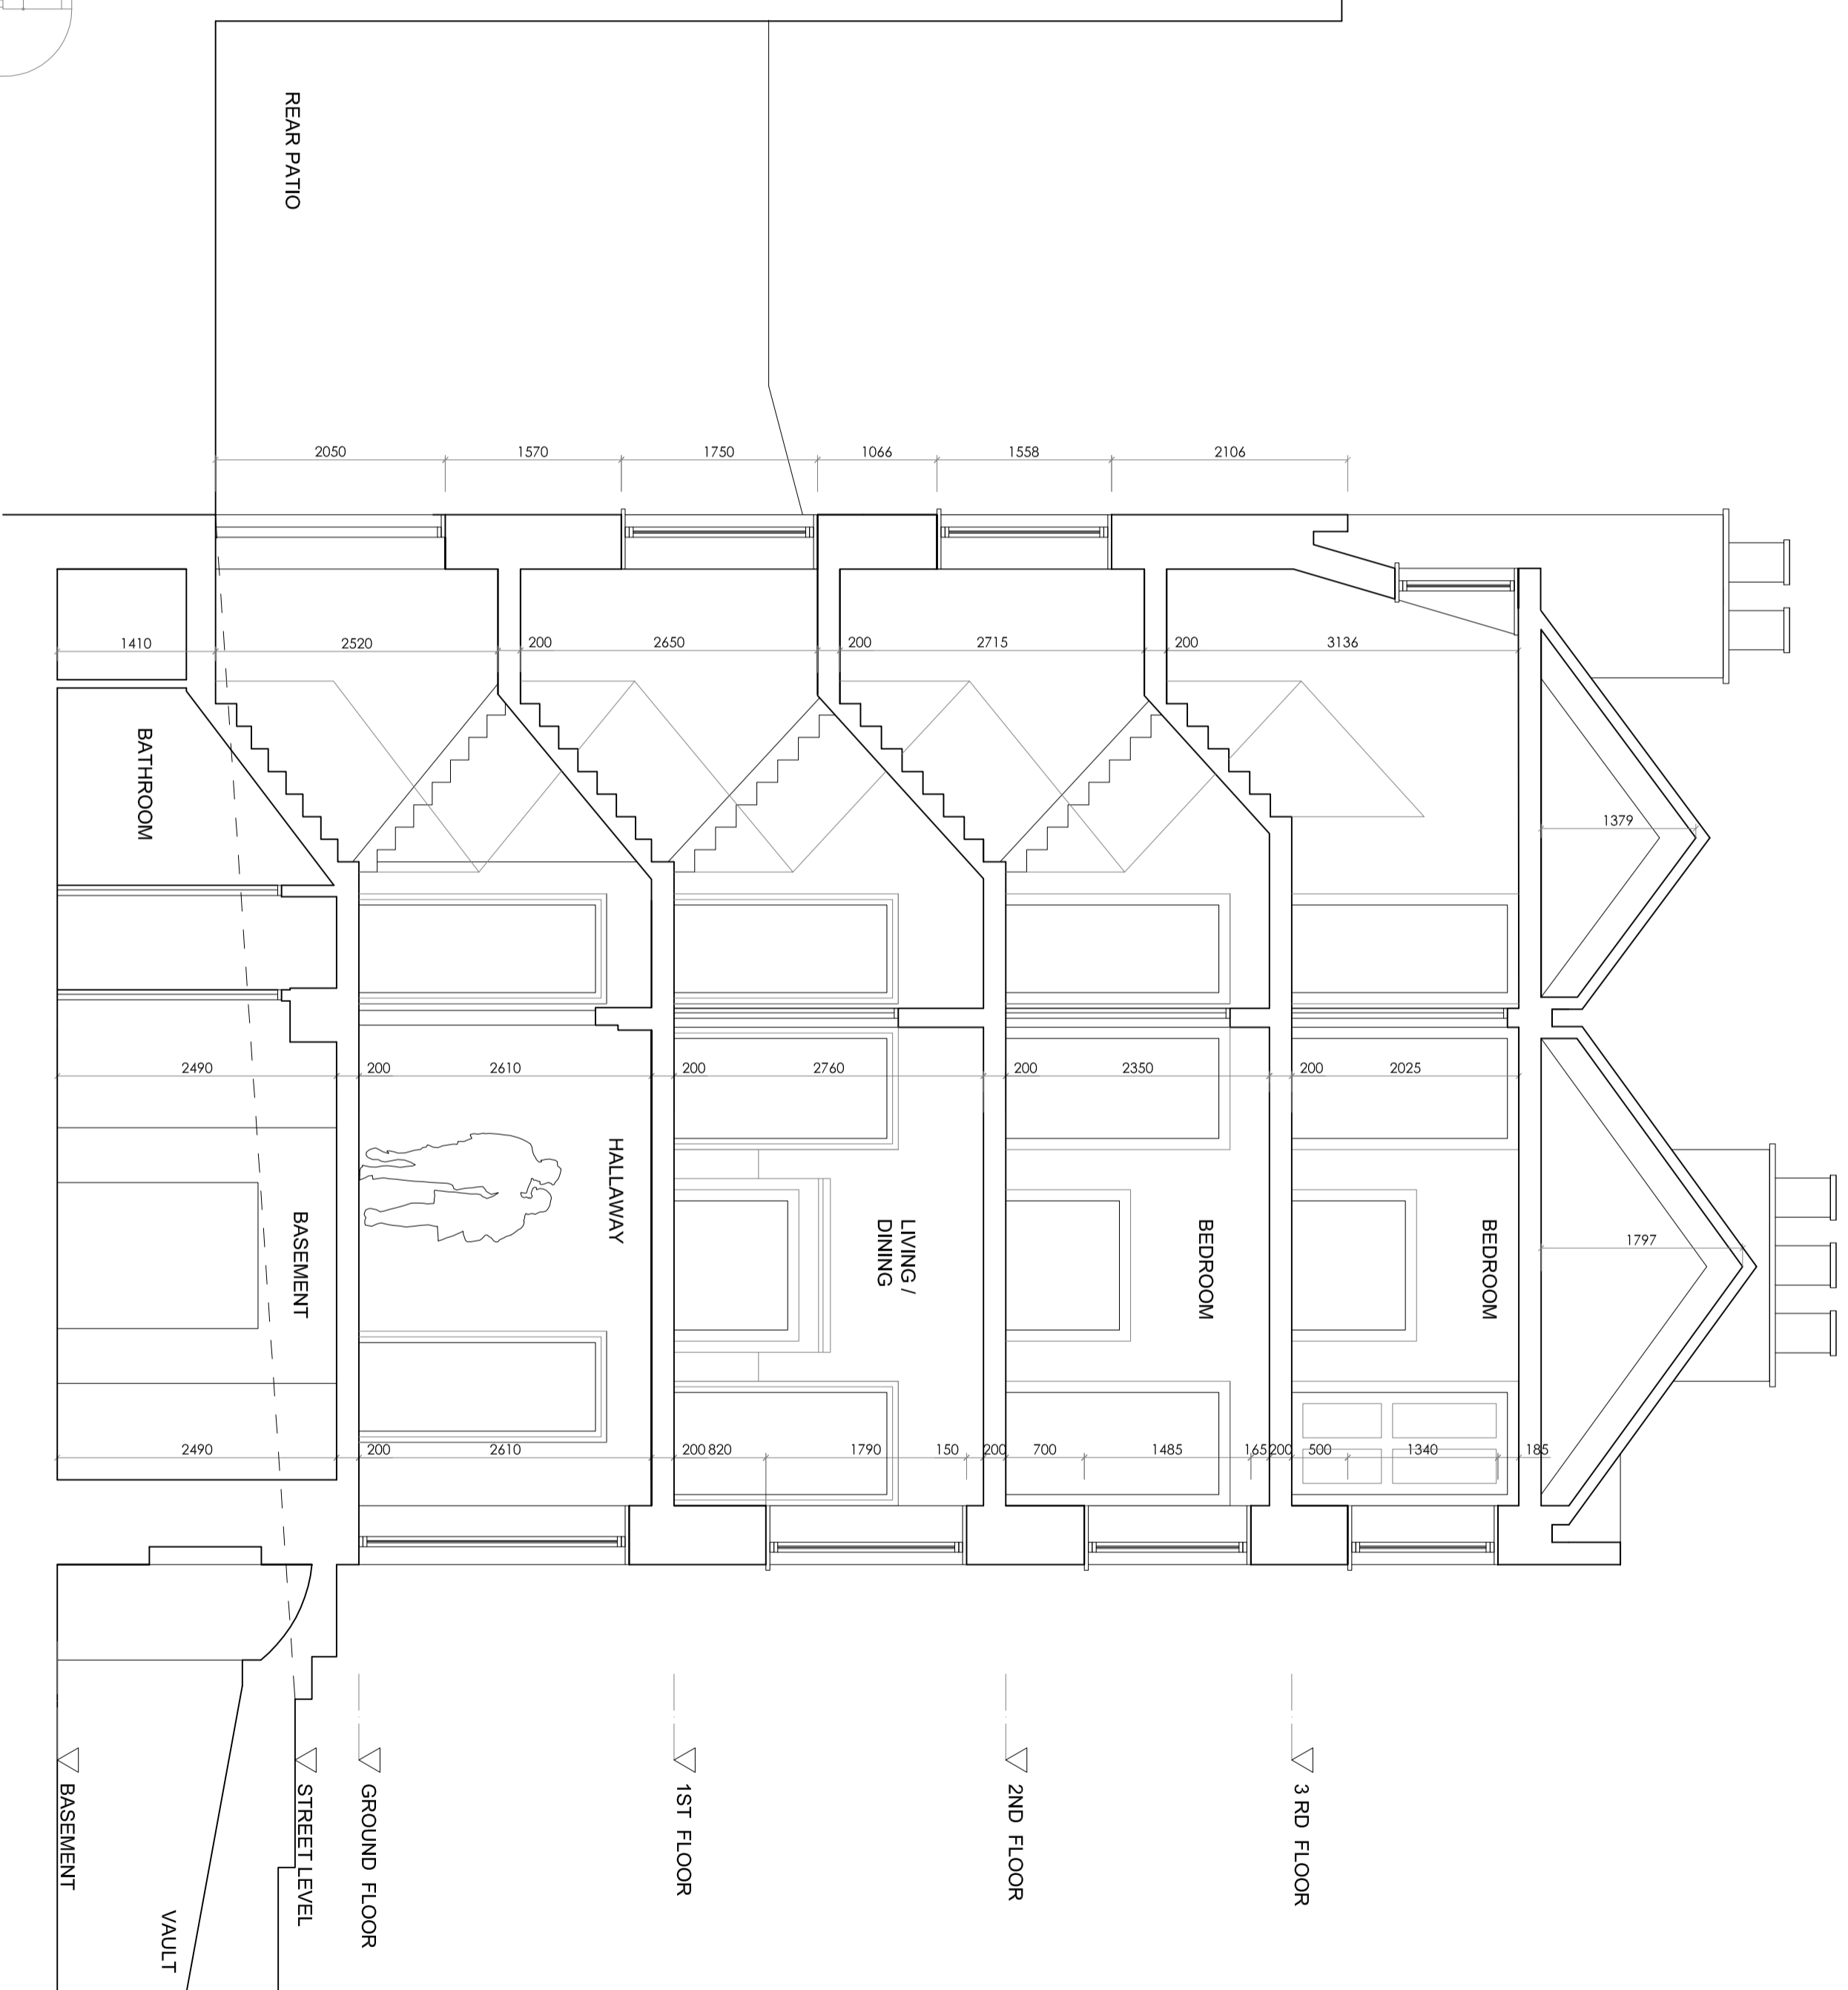 REAR PATIO
2050
1570
1750
1066
1558
2106
1410
2520
200
2650
200
2715
200
3136
BATHROOM
1379
2490
200
2610
200
2760
200
2350
200
2025
BASEMENT
HALLAWAY
LIVING /
DINING
BEDROOM
BEDROOM
1797
2490
200
2610
200
820
1790
150
200
700
1485
165
200
500
1340
185
BASEMENT
STREET LEVEL
GROUND FLOOR
1ST FLOOR
2ND FLOOR
3 RD FLOOR
VAULT